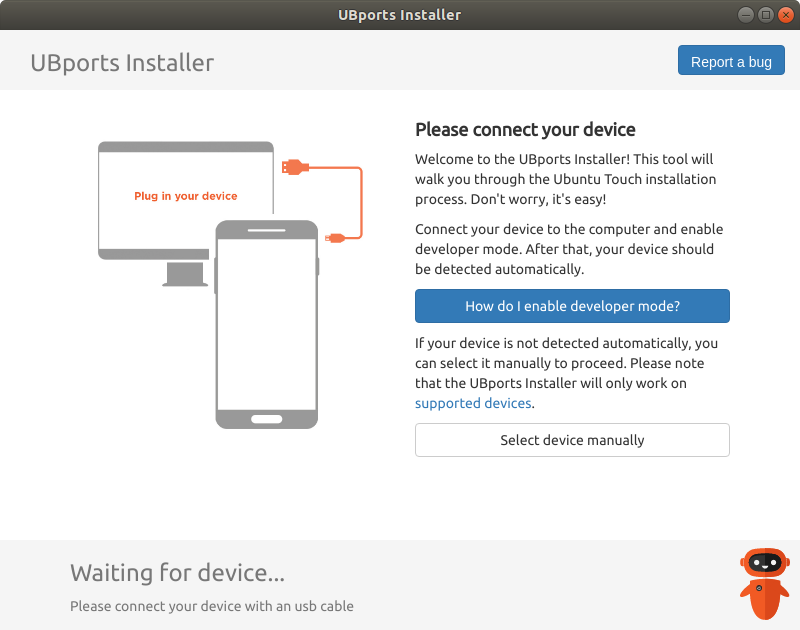 UBports Installer
UBports Installer
Report a bug
Plug in your device
Please connect your device
Welcome to the UBports Installer! This tool will
walk you through the Ubuntu Touch installation
process. Don't worry, it's easy!
Connect your device to the computer and enable
developer mode. After that, your device should
be detected automatically.
How do I enable developer mode?
If your device is not detected automatically, you
can select it manually to proceed. Please note
that the UBports Installer will only work on
supported devices.
Select device manually
Waiting for device...
Please connect your device with an usb cable